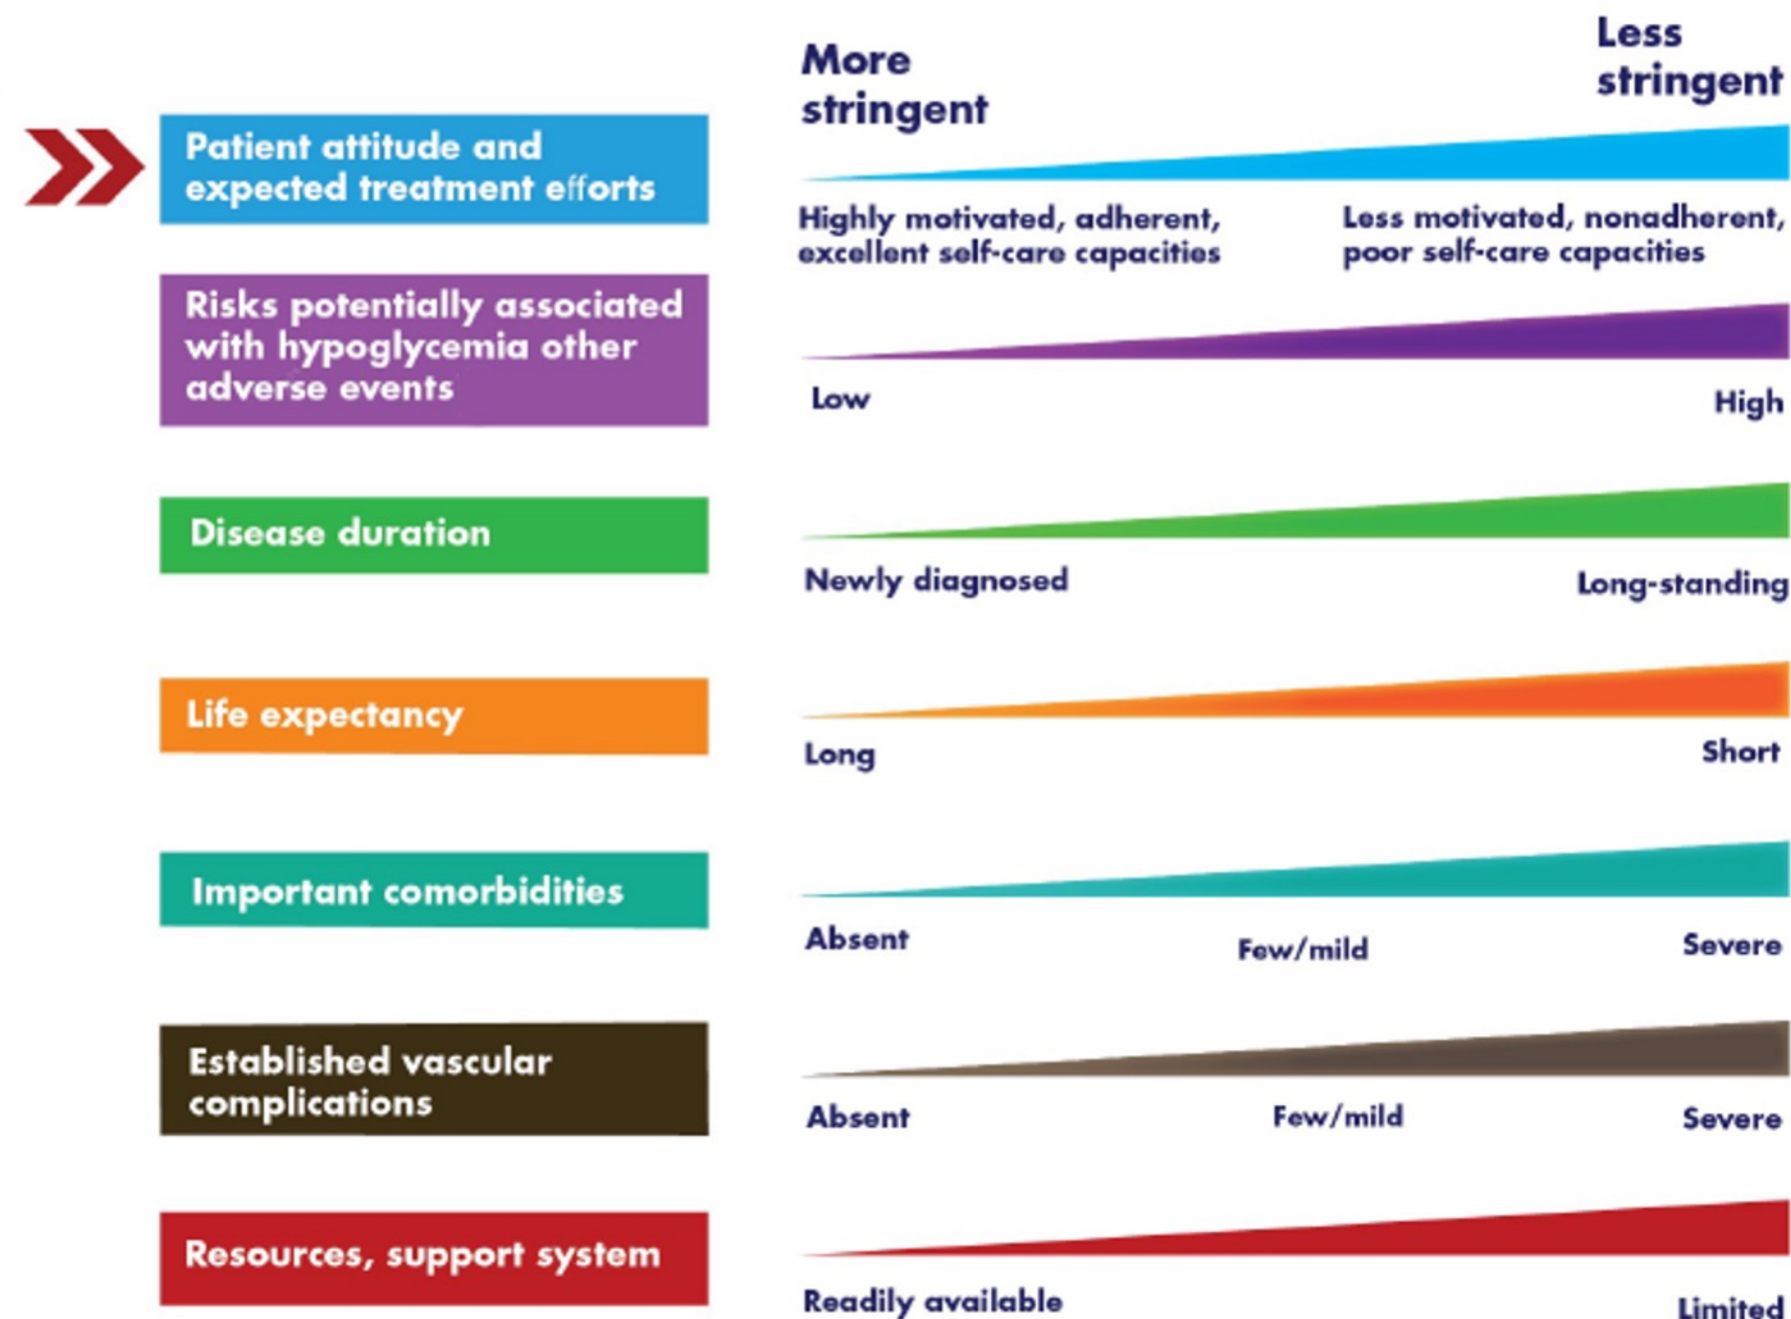 More
stringent
Less
stringent
Patient attitude and
expected treatment efforts
Highly motivated, adherent,
excellent self-care capacities
Less motivated, nonadherent,
poor self-care capacities
Risks potentially associated
with hypoglycemia other
adverse events
Low
High
Disease duration
Newly diagnosed
Long-standing
Life expectancy
Long
Short
Important comorbidities
Absent
Few/mild
Severe
Established vascular
complications
Absent
Few/mild
Severe
Resources, support system
Readily available
Limited